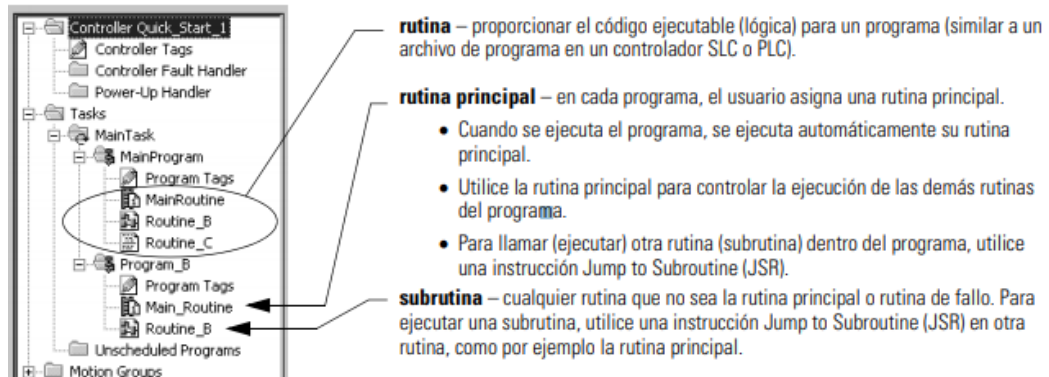 Controller Quick_Start_1
Controller Tags
Controller Fault Handler
Power-Up Handler
Tasks
MainTask
MainProgram
Program Tags
MainRoutine
Routine_B
Routine_C
Program_B
Program Tags
Main_Routine
Routine_B
Unscheduled Programs
Motion Groups
rutina – proporcionar el código ejecutable (lógica) para un programa (similar a un
archivo de programa en un controlador SLC o PLC).
rutina principal – en cada programa, el usuario asigna una rutina principal.
• Cuando se ejecuta el programa, se ejecuta automáticamente su rutina
principal.
• Utilice la rutina principal para controlar la ejecución de las demás rutinas
del programa.
• Para llamar (ejecutar) otra rutina (subrutina) dentro del programa, utilice
una instrucción Jump to Subroutine (JSR).
subrutina – cualquier rutina que no sea la rutina principal o rutina de fallo. Para
ejecutar una subrutina, utilice una instrucción Jump to Subroutine (JSR) en otra
rutina, como por ejemplo la rutina principal.